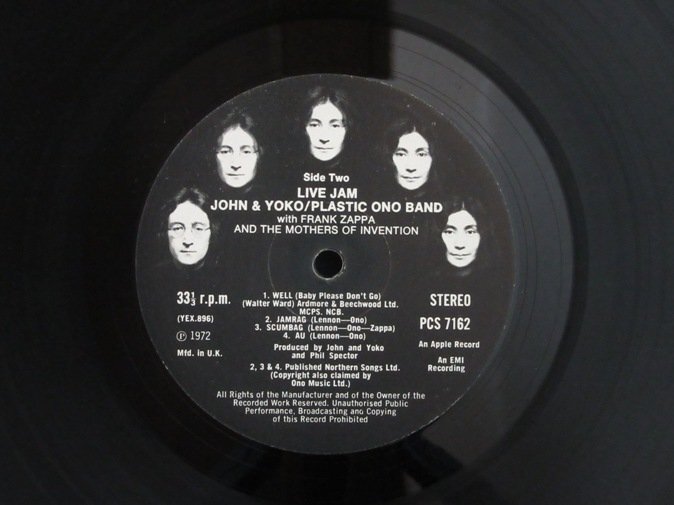 Side Two
LIVE JAM
JOHN & YOKO/PLASTIC ONO BAND
with FRANK ZAPPA
AND THE MOTHERS OF INVENTION
33⅓ r.p.m.
(YEX.896)
℗ 1972
Mfd. in U.K.
1. WELL (Baby Please Don't Go)
(Walter Ward) Ardmore & Beechwood Ltd.
MCPS. NCB.
2. JAMRAG (Lennon—Ono)
3. SCUMBAG (Lennon—Ono—Zappa)
4. AU (Lennon—Ono)
Produced by John and Yoko
and Phil Spector
2, 3 & 4. Published Northern Songs Ltd.
(Copyright also claimed by
Ono Music Ltd.)
STEREO
PCS 7162
An Apple Record
An EMI
Recording
All Rights of the Manufacturer and of the Owner of the
Recorded Work Reserved. Unauthorised Public
Performance, Broadcasting and Copying
of this Record Prohibited